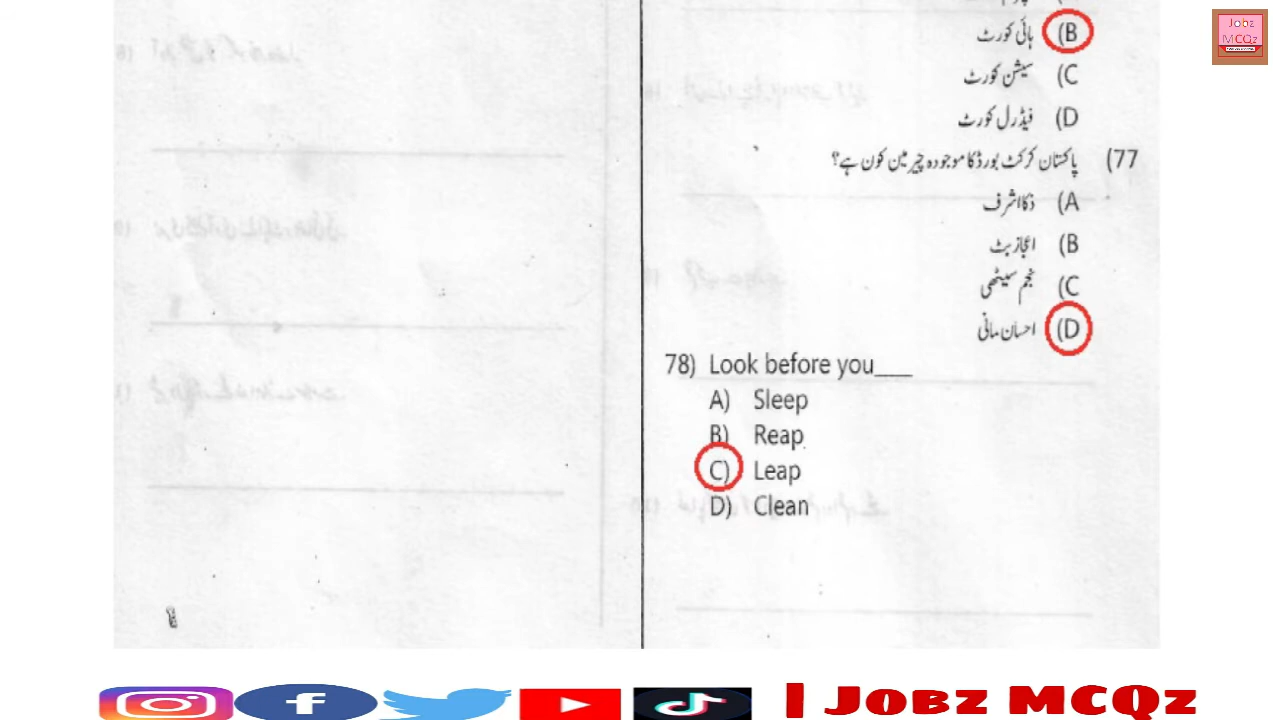 B) ہائی کورٹ
C) سیشن کورٹ
D) فیڈرل کورٹ
77) پاکستان کرکٹ بورڈ کا موجودہ چیرمین کون ہے؟
A) ذکا اشرف
B) اعجاز بٹ
C) نجم سیٹھی
D) احسان مانی
78) Look before you___
A) Sleep
B) Reap
C) Leap
D) Clean
Jobz
MCQz
| Jobz MCQz